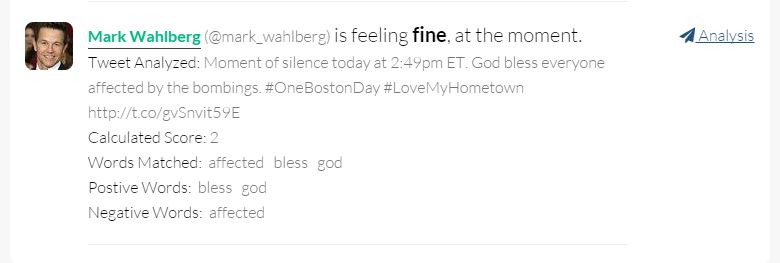 Mark Wahlberg (@mark_wahlberg) is feeling fine, at the moment. Analysis
Tweet Analyzed: Moment of silence today at 2:49pm ET. God bless everyone
affected by the bombings. #OneBostonDay #LoveMyHometown
http://t.co/gvSnvit59E
Calculated Score: 2
Words Matched: affected bless god
Postive Words: bless god
Negative Words: affected